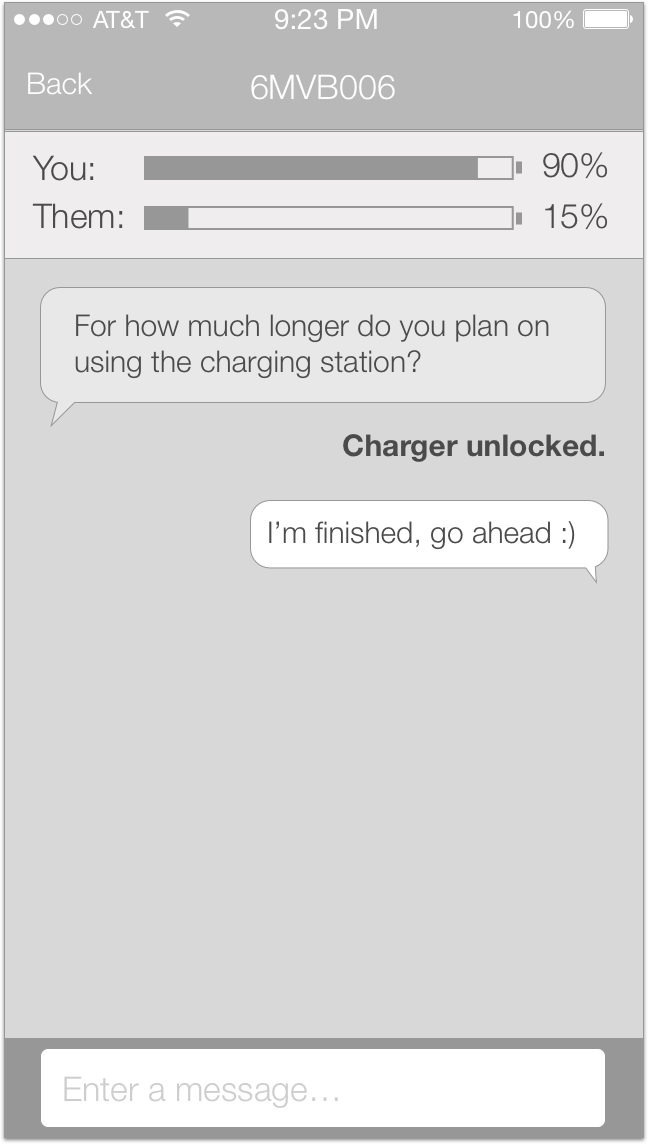 AT&T 9:23 PM 100%
Back 6MVB006
You: 90%
Them: 15%
For how much longer do you plan on
using the charging station?
Charger unlocked.
I’m finished, go ahead :)
Enter a message...